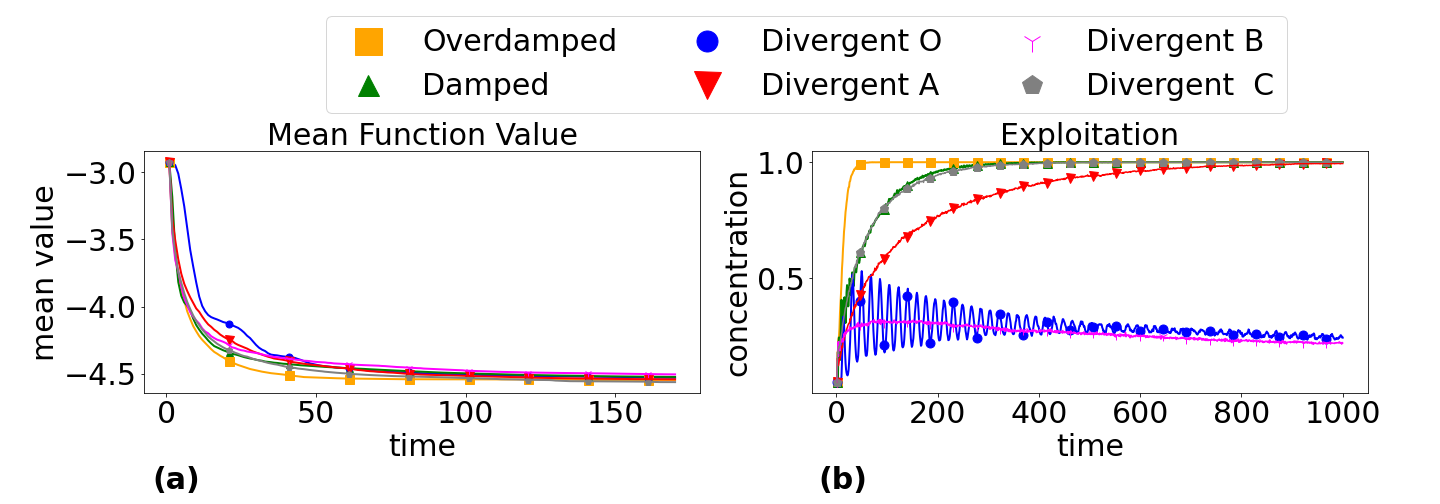 Overdamped Divergent O Divergent B
Damped Divergent A Divergent  C
Mean Function Value
mean value
−3.0
−3.5
−4.0
−4.5
0 50 100 150
time
(a)
Exploitation
concentration
1.0
0.5
0 200 400 600 800 1000
time
(b)